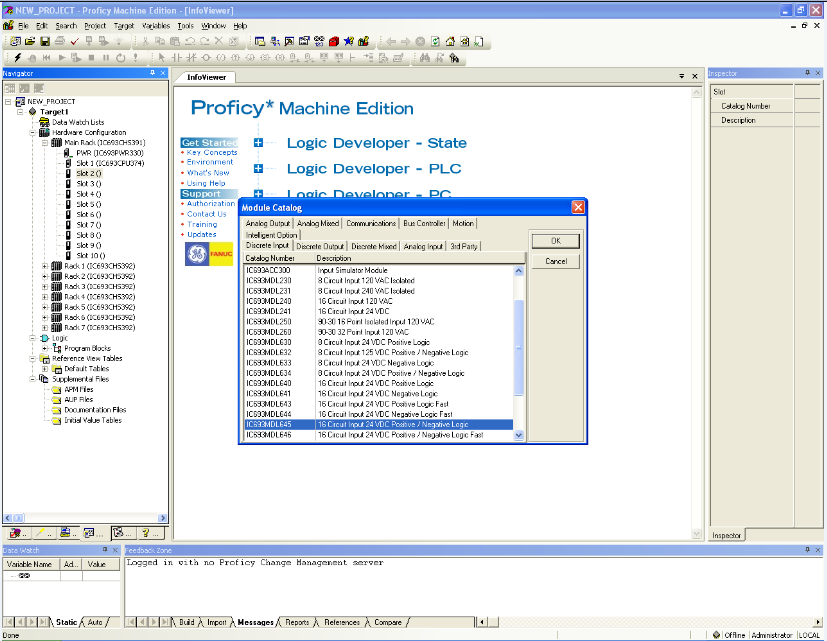 NEW_PROJECT - Proficy Machine Edition - [InfoViewer]
File Edit Search Project Target Variables Tools Window Help
Navigator
NEW_PROJECT
Target1
Data Watch Lists
Hardware Configuration
Main Rack (IC693CHS391)
PWR (IC693PWR330)
Slot 1 (IC693CPU374)
Slot 2 ()
Slot 3 ()
Slot 4 ()
Slot 5 ()
Slot 6 ()
Slot 7 ()
Slot 8 ()
Slot 9 ()
Slot 10 ()
Rack 1 (IC693CHS392)
Rack 2 (IC693CHS392)
Rack 3 (IC693CHS392)
Rack 4 (IC693CHS392)
Rack 5 (IC693CHS392)
Rack 6 (IC693CHS392)
Rack 7 (IC693CHS392)
Logic
Program Blocks
Reference View Tables
Default Tables
Supplemental Files
APM Files
AUP Files
Documentation Files
Initial Value Tables
InfoViewer
Proficy* Machine Edition
Get Started
Key Concepts
Environment
What's New
Using Help
Support
Authorization
Contact Us
Training
Updates
GE FANUC
Logic Developer - State
Logic Developer - PLC
Logic Developer - PC
Module Catalog
Analog Output Analog Mixed Communications Bus Controller Motion
Intelligent Option
Discrete Input Discrete Output Discrete Mixed Analog Input 3rd Party
Catalog Number Description
IC693ACC300 Input Simulator Module
IC693MDL230 8 Circuit Input 120 VAC Isolated
IC693MDL231 8 Circuit Input 240 VAC Isolated
IC693MDL240 16 Circuit Input 120 VAC
IC693MDL241 16 Circuit Input 24 VDC
IC693MDL250 90-30 16 Point Isolated Input 120 VAC
IC693MDL260 90-30 32 Point Input 120 VAC
IC693MDL630 8 Circuit Input 24 VDC Positive Logic
IC693MDL632 8 Circuit Input 125 VDC Positive / Negative Logic
IC693MDL633 8 Circuit Input 24 VDC Negative Logic
IC693MDL634 8 Circuit Input 24 VDC Positive / Negative Logic
IC693MDL640 16 Circuit Input 24 VDC Positive Logic
IC693MDL641 16 Circuit Input 24 VDC Negative Logic
IC693MDL643 16 Circuit Input 24 VDC Positive Logic Fast
IC693MDL644 16 Circuit Input 24 VDC Negative Logic Fast
IC693MDL645 16 Circuit Input 24 VDC Positive / Negative Logic
IC693MDL646 16 Circuit Input 24 VDC Positive / Negative Logic Fast
OK
Cancel
Inspector
Slot
Catalog Number
Description
Inspector
Data Watch
Variable Name Ad... Value
Static Auto
Feedback Zone
Logged in with no Proficy Change Management server
Build Import Messages Reports References Compare
Done
Offline Administrator LOCAL